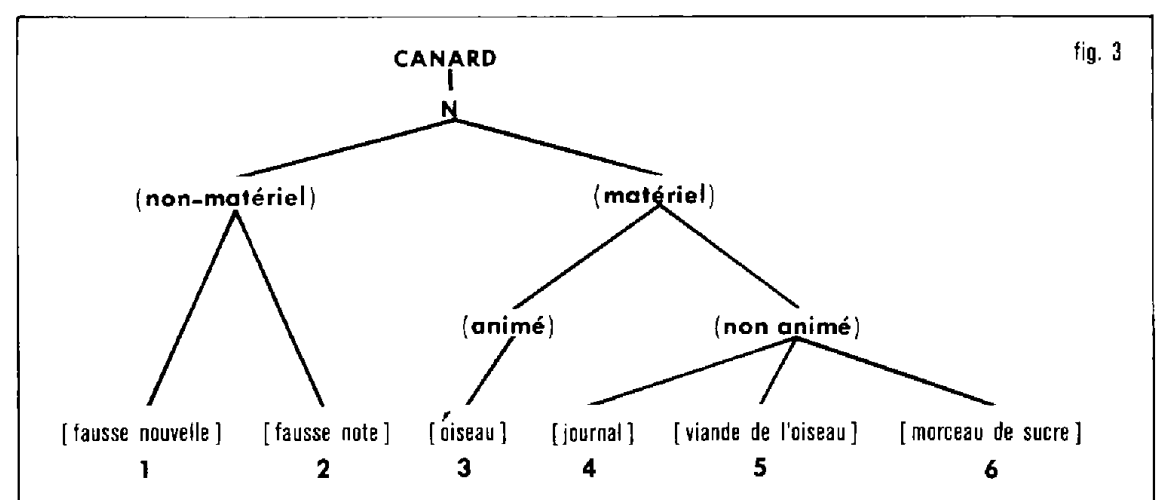 fig. 3
CANARD
N
(non-matériel)
(matériel)
(animé)
(non animé)
[fausse nouvelle] [fausse note] [oiseau] [journal] [viande de l'oiseau] [morceau de sucre]
1 2 3 4 5 6